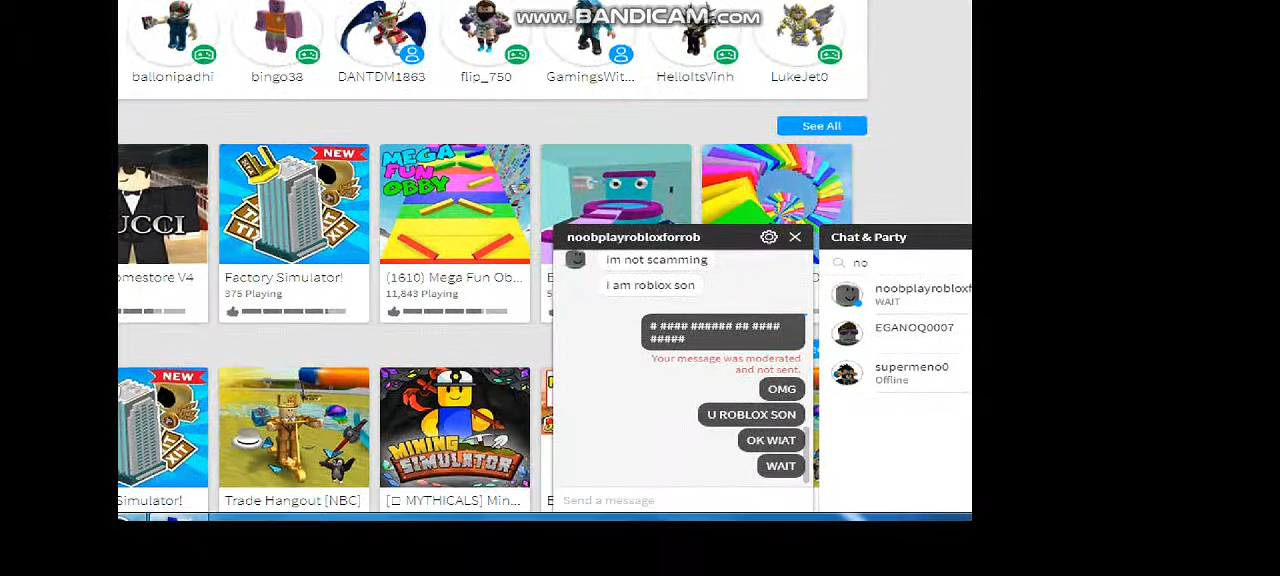 www.BANDICAM.com
ballonipadhi
bingo38
DANTDM1863
flip_750
GamingsWit...
HelloItsVinh
LukeJet0
See All
UCCI
NEW
MEGA FUN OBBY
omestore V4
Factory Simulator!
375 Playing
(1610) Mega Fun Ob...
11,843 Playing
noobplayrobloxforrob
im not scamming
i am roblox son
# #### ###### ## ####
#####
Your message was moderated
and not sent.
OMG
U ROBLOX SON
OK WIAT
WAIT
Send a message
Chat & Party
no
noobplayrobloxf
WAIT
EGANOQ0007
supermeno0
Offline
NEW
MINING
SIMULATOR
Simulator!
Trade Hangout [NBC]
[□ MYTHICALS] Min...